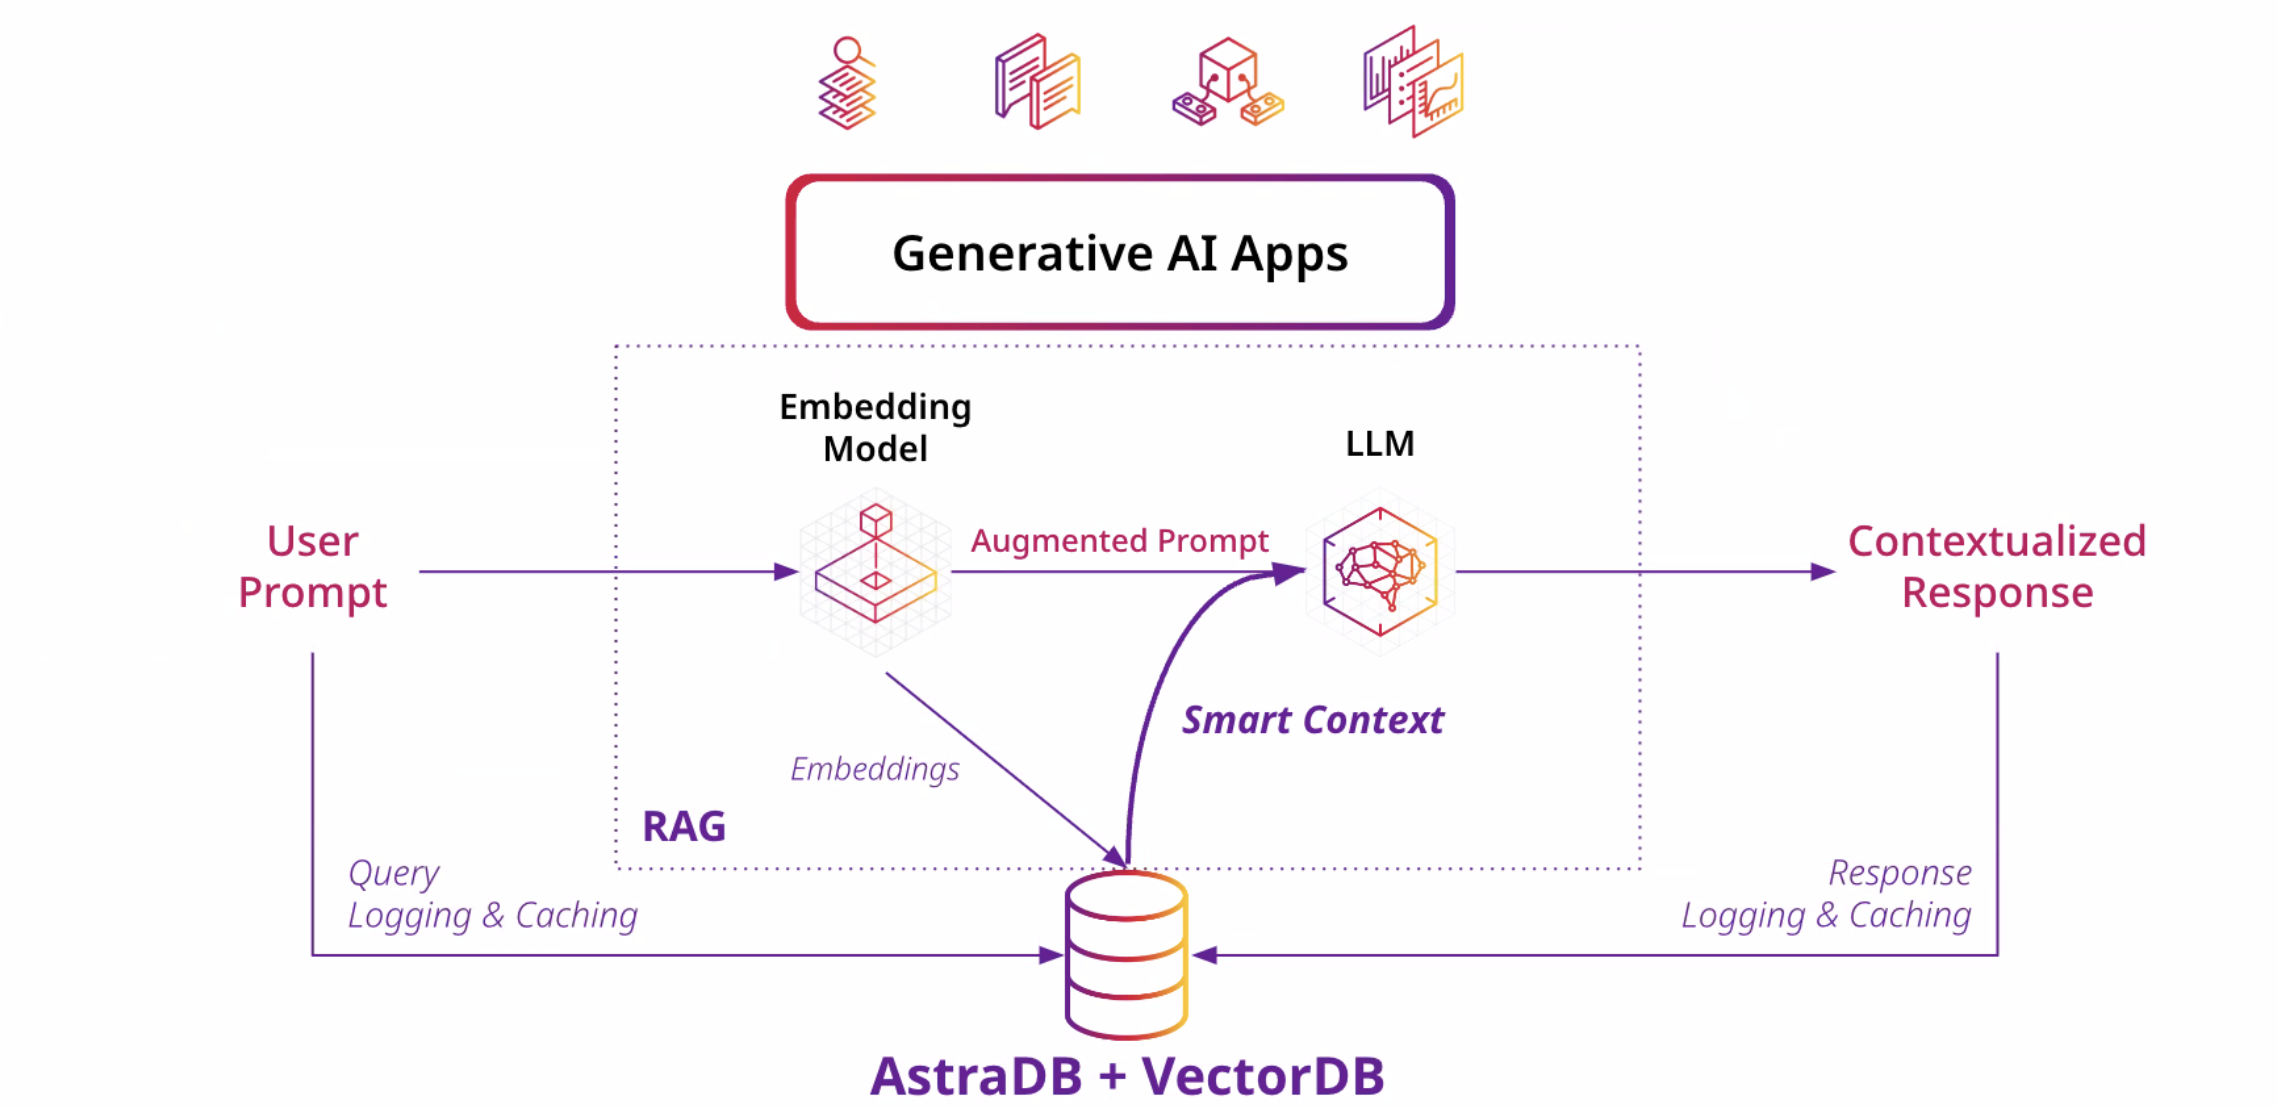 Generative AI Apps
Embedding
Model
LLM
User
Prompt
Augmented Prompt
Contextualized
Response
Smart Context
Embeddings
RAG
Query
Logging & Caching
Response
Logging & Caching
AstraDB + VectorDB